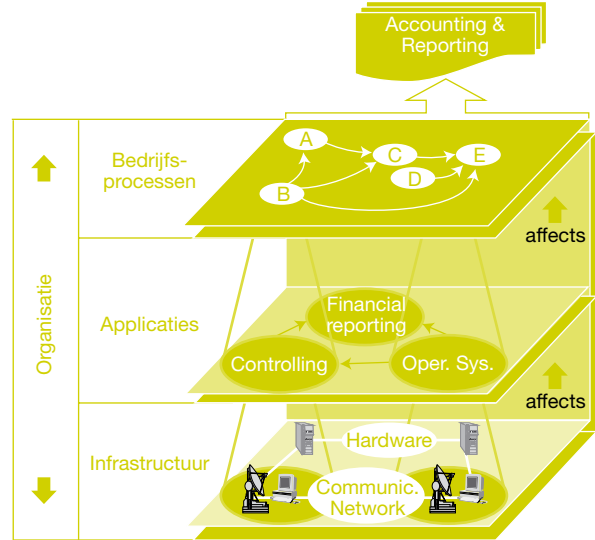 Accounting &
Reporting
Organisatie
Bedrijfs-
processen
A
C
E
D
B
affects
Applicaties
Financial
reporting
Controlling
Oper. Sys.
affects
Infrastructuur
Hardware
Communic.
Network